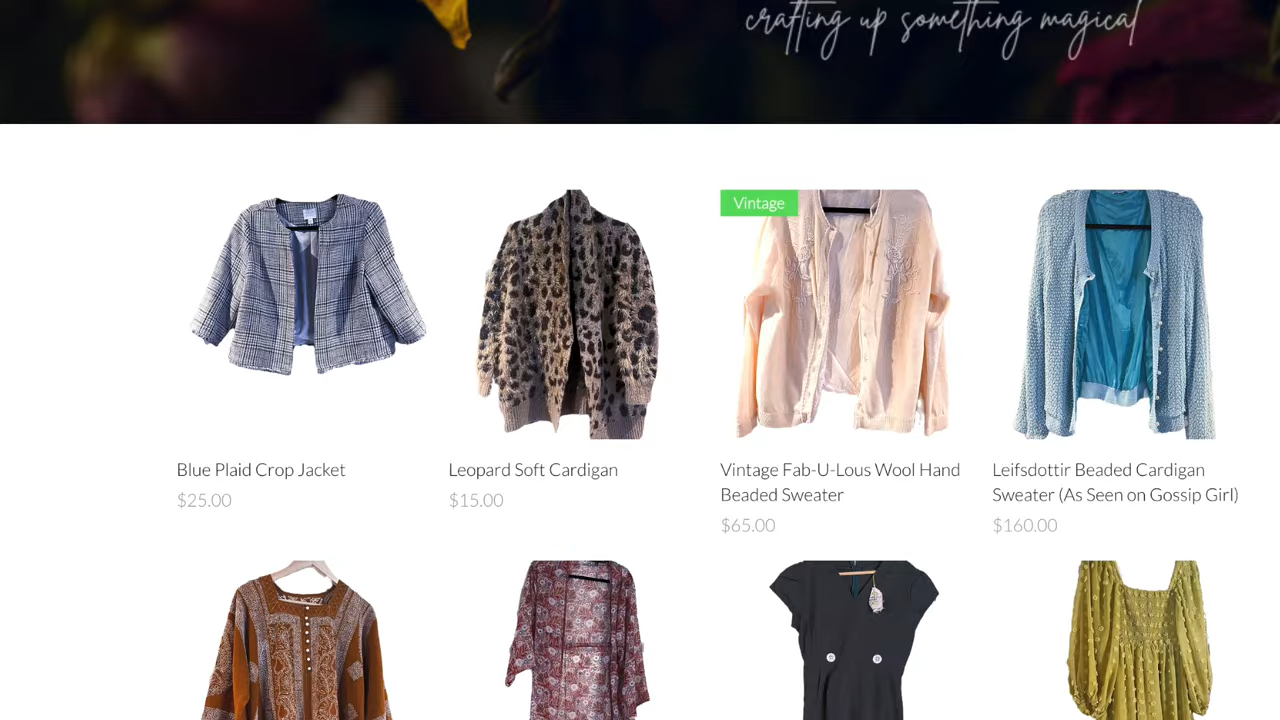 crafting up something magical
Vintage
Blue Plaid Crop Jacket
$25.00
Leopard Soft Cardigan
$15.00
Vintage Fab-U-Lous Wool Hand
Beaded Sweater
$65.00
Leifsdottir Beaded Cardigan
Sweater (As Seen on Gossip Girl)
$160.00